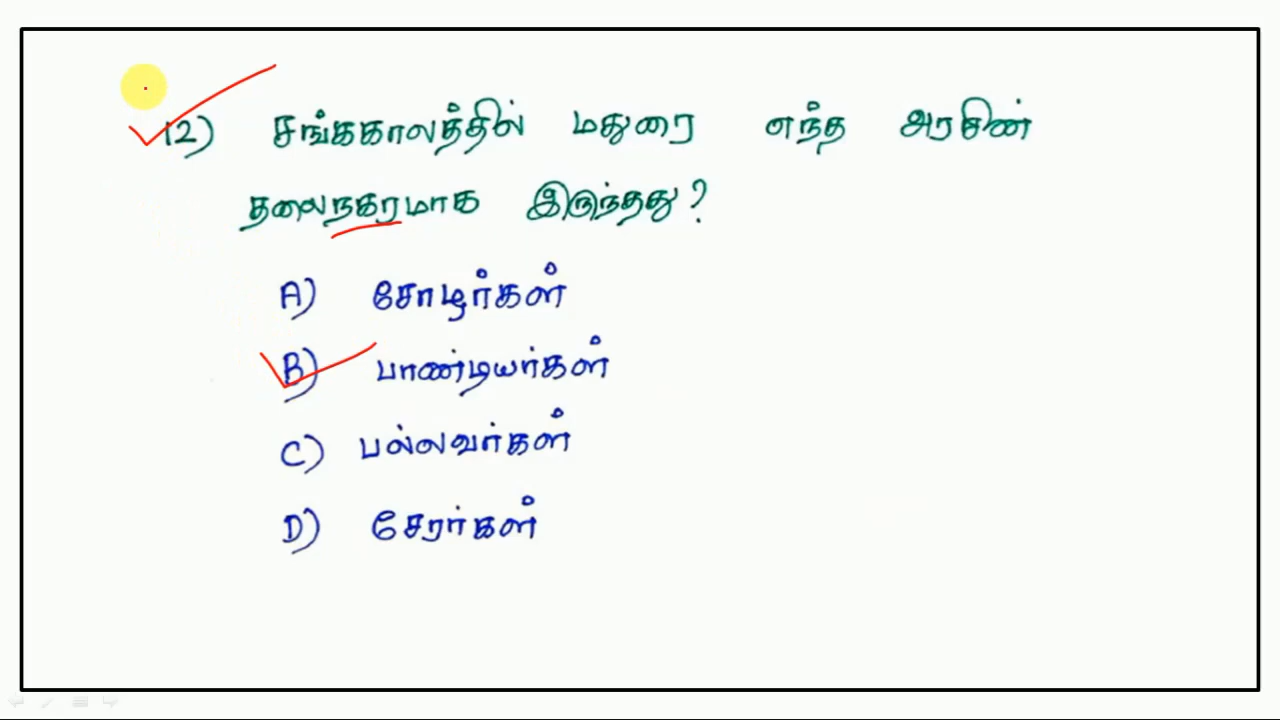 12) சங்ககாலத்தில் மதுரை எந்த அரசின்
தலைநகரமாக இருந்தது?
A) சோழர்கள்
B) பாண்டியர்கள்
C) பல்லவர்கள்
D) சேரர்கள்